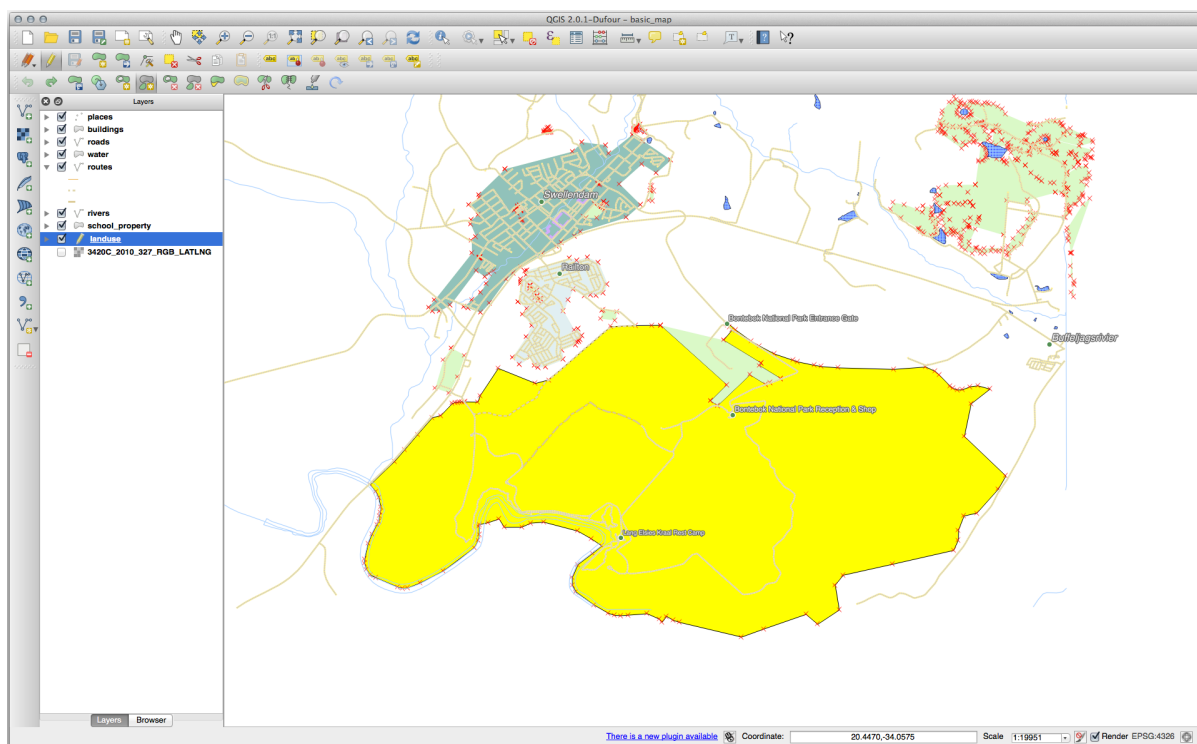 QGIS 2.0.1-Dufour - basic_map
Layers
places
buildings
roads
water
routes
rivers
school_property
landuse
3420C_2010_327_RGB_LATLNG
Swellendam
Railton
Bontebok National Park Entrance Gate
Buffeljagsrivier
Bontebok National Park Reception & Shop
Lang Elsies Kraal Rest Camp
Layers Browser
There is a new plugin available Coordinate: 20.4470,-34.0575 Scale 1:19951 Render EPSG:4326